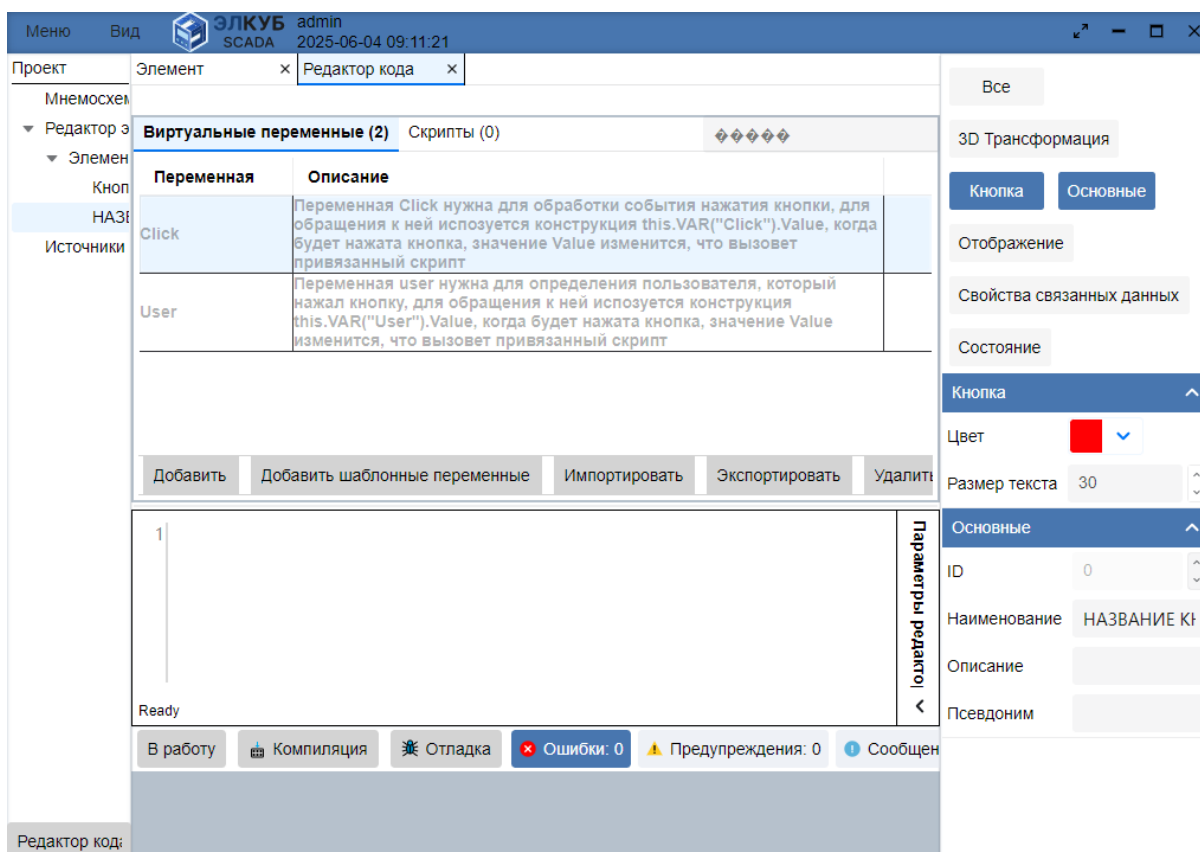 Меню Вид ЭЛКУБ SCADA admin
2025-06-04 09:11:21
Проект
Мнемосхем
Редактор э
Элемен
Кноп
НАЗВ
Источники
Редактор кода
Элемент × Редактор кода ×
Виртуальные переменные (2) Скрипты (0) �����
Переменная Описание
Click
Переменная Click нужна для обработки события нажатия кнопки, для
обращения к ней испозуется конструкция this.VAR("Click").Value, когда
будет нажата кнопка, значение Value изменится, что вызовет
привязанный скрипт
User
Переменная user нужна для определения пользователя, который
нажал кнопку, для обращения к ней испозуется конструкция
this.VAR("User").Value, когда будет нажата кнопка, значение Value
изменится, что вызовет привязанный скрипт
Добавить Добавить шаблонные переменные Импортировать Экспортировать Удалить
1
Ready
Параметры редакто
В работу Компиляция Отладка Ошибки: 0 Предупреждения: 0 Сообщен
Все
3D Трансформация
Кнопка Основные
Отображение
Свойства связанных данных
Состояние
Кнопка
Цвет
Размер текста 30
Основные
ID 0
Наименование НАЗВАНИЕ КН
Описание
Псевдоним